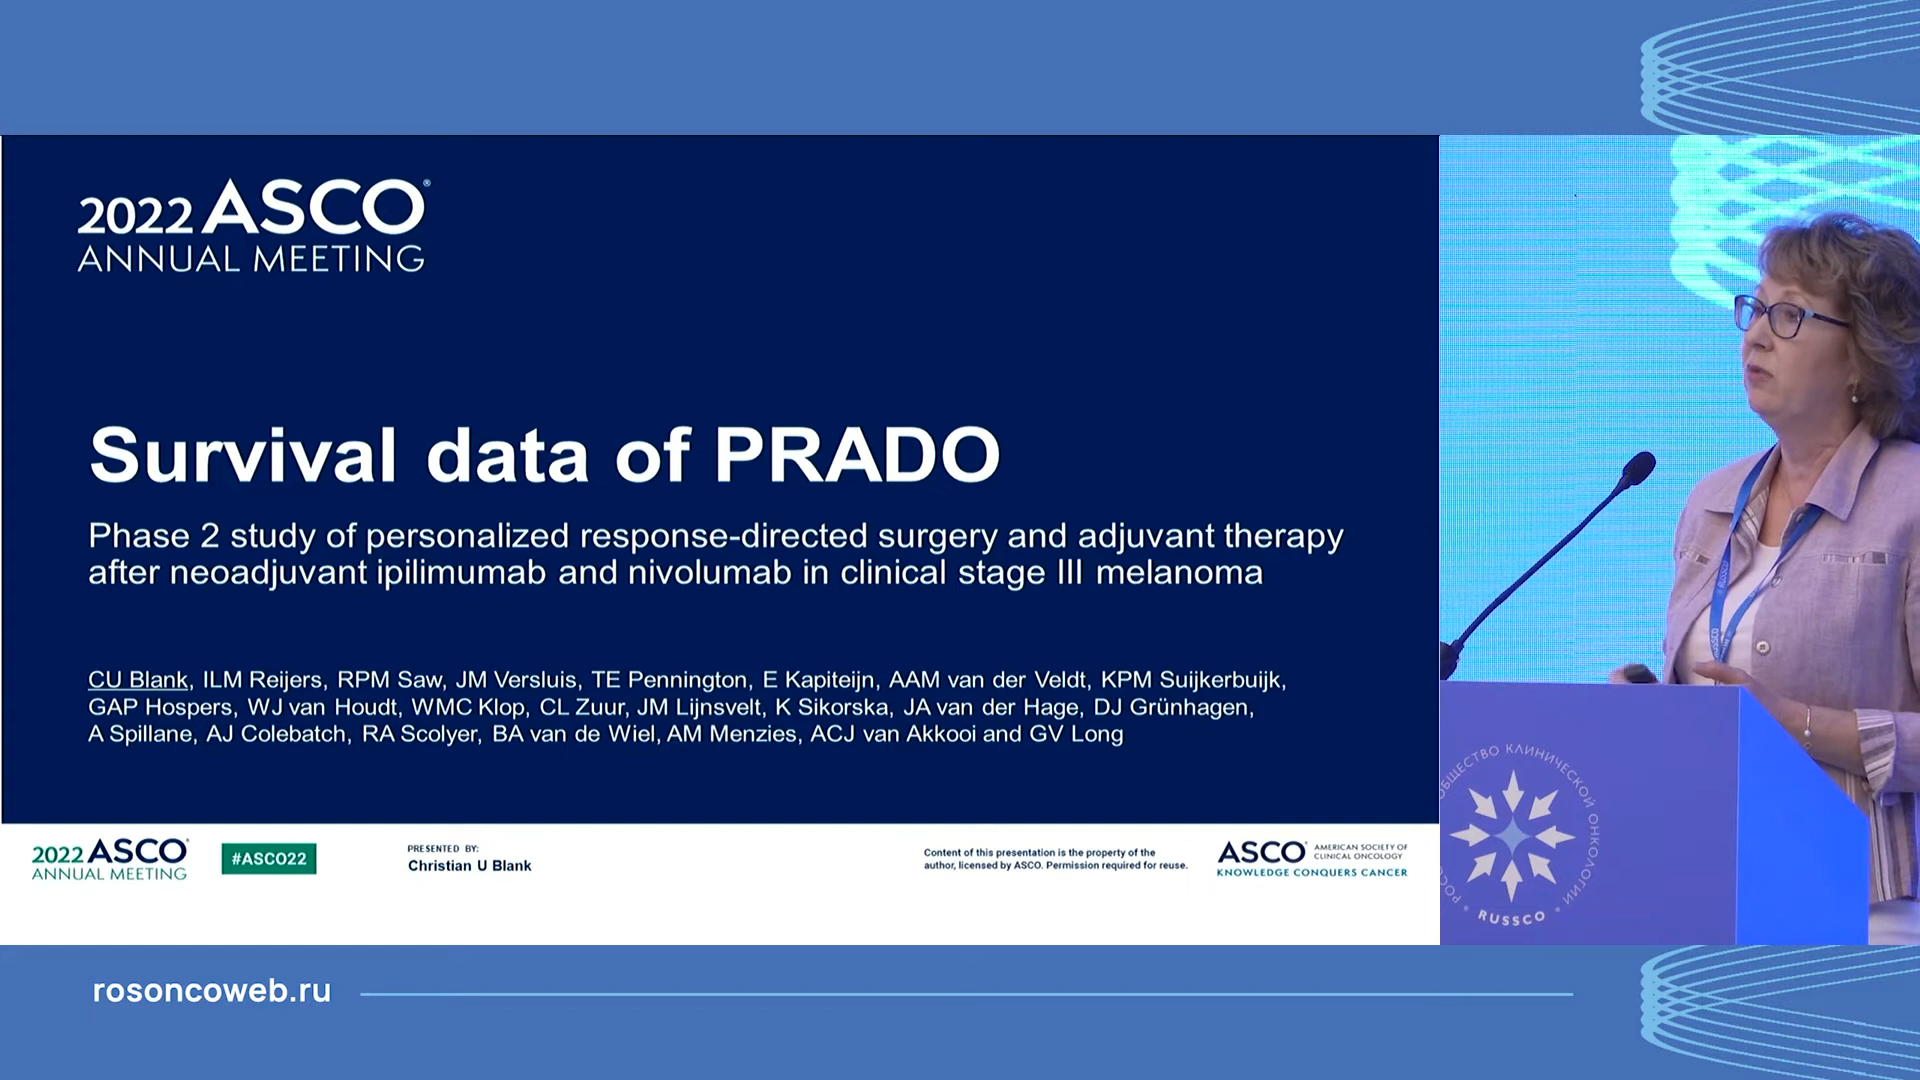 2022 ASCO
ANNUAL MEETING
Survival data of PRADO
Phase 2 study of personalized response-directed surgery and adjuvant therapy
after neoadjuvant ipilimumab and nivolumab in clinical stage III melanoma
CU Blank, ILM Reijers, RPM Saw, JM Versluis, TE Pennington, E Kapiteijn, AAM van der Veldt, KPM Suijkerbuijk,
GAP Hospers, WJ van Houdt, WMC Klop, CL Zuur, JM Lijnsvelt, K Sikorska, JA van der Hage, DJ Grünhagen,
A Spillane, AJ Colebatch, RA Scolyer, BA van de Wiel, AM Menzies, ACJ van Akkooi and GV Long
2022 ASCO
ANNUAL MEETING
#ASCO22
PRESENTED BY:
Christian U Blank
Content of this presentation is the property of the
author, licensed by ASCO. Permission required for reuse.
ASCO
AMERICAN SOCIETY OF
CLINICAL ONCOLOGY
KNOWLEDGE CONQUERS CANCER
ОБЩЕСТВО КЛИНИЧЕСКОЙ ОНКОЛОГИИ
RUSSCO
rosoncoweb.ru